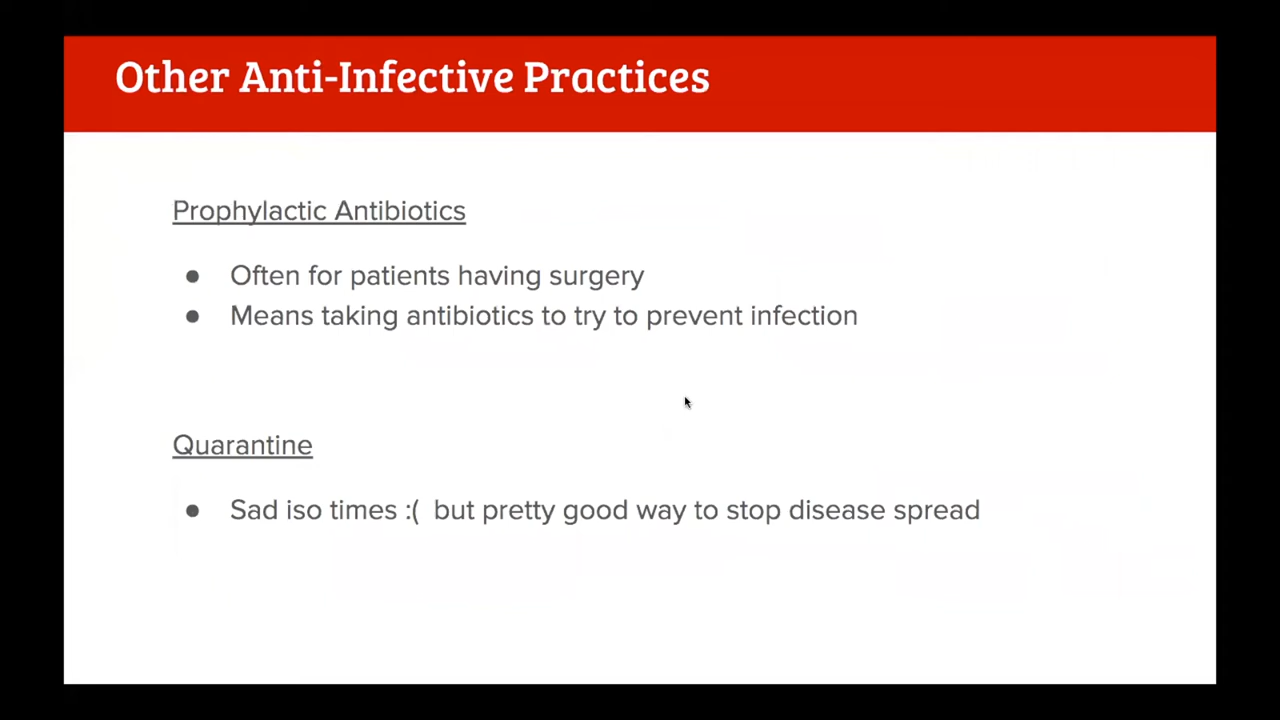 Other Anti-Infective Practices
Prophylactic Antibiotics
● Often for patients having surgery
● Means taking antibiotics to try to prevent infection
Quarantine
● Sad iso times :(  but pretty good way to stop disease spread